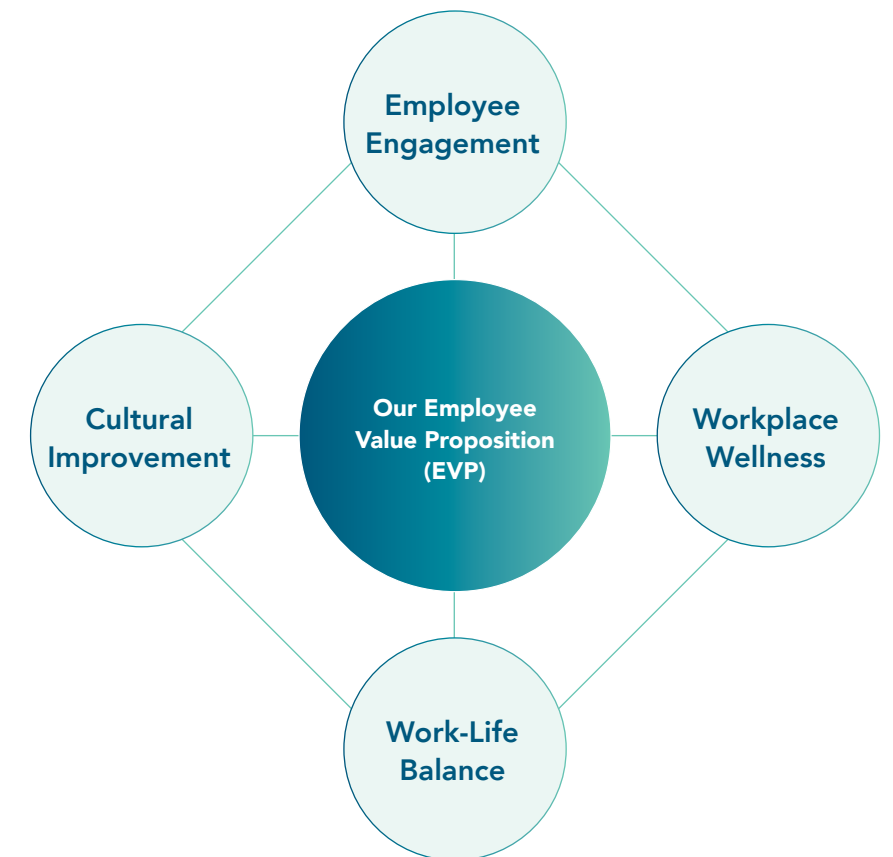 Employee
Engagement
Cultural
Improvement
Our Employee
Value Proposition
(EVP)
Workplace
Wellness
Work-Life
Balance